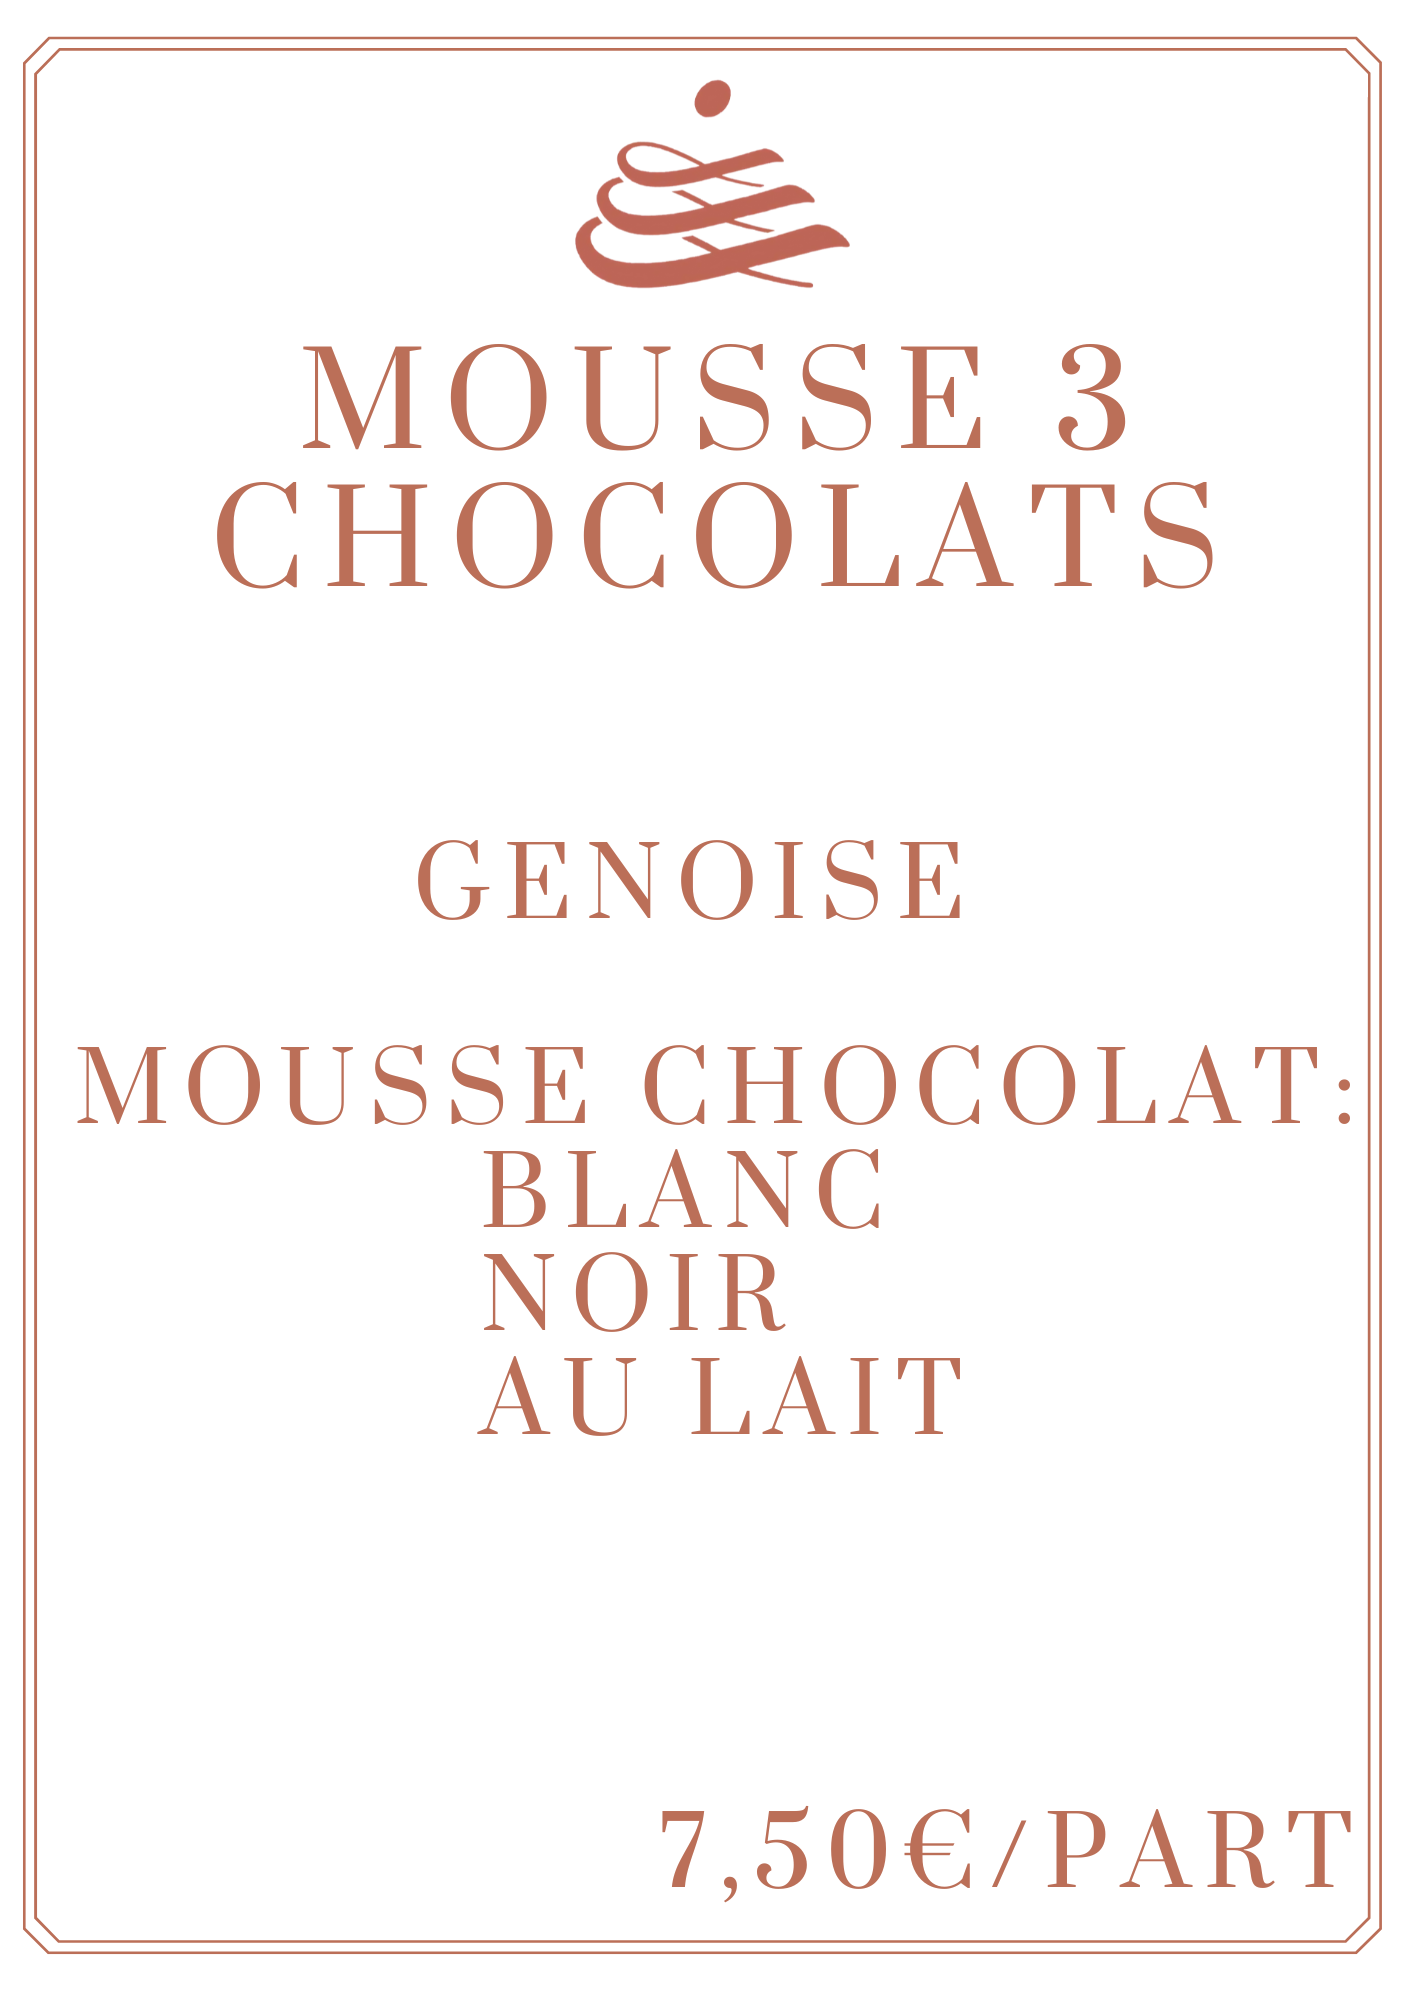 MOUSSE 3
CHOCOLATS
GENOISE
MOUSSE CHOCOLAT:
BLANC
NOIR
AU LAIT
7,50€/PART